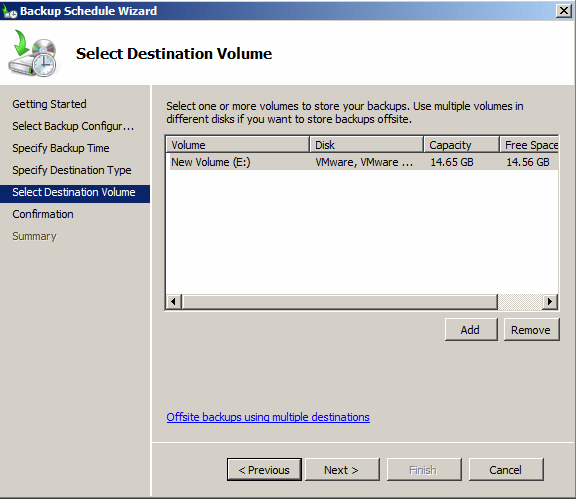 Backup Schedule Wizard
Select Destination Volume
Getting Started
Select Backup Configur...
Specify Backup Time
Specify Destination Type
Select Destination Volume
Confirmation
Summary
Select one or more volumes to store your backups. Use multiple volumes in
different disks if you want to store backups offsite.
Volume Disk Capacity Free Space
New Volume (E:) VMware, VMware ... 14.65 GB 14.56 GB
Add Remove
Offsite backups using multiple destinations
< Previous Next > Finish Cancel